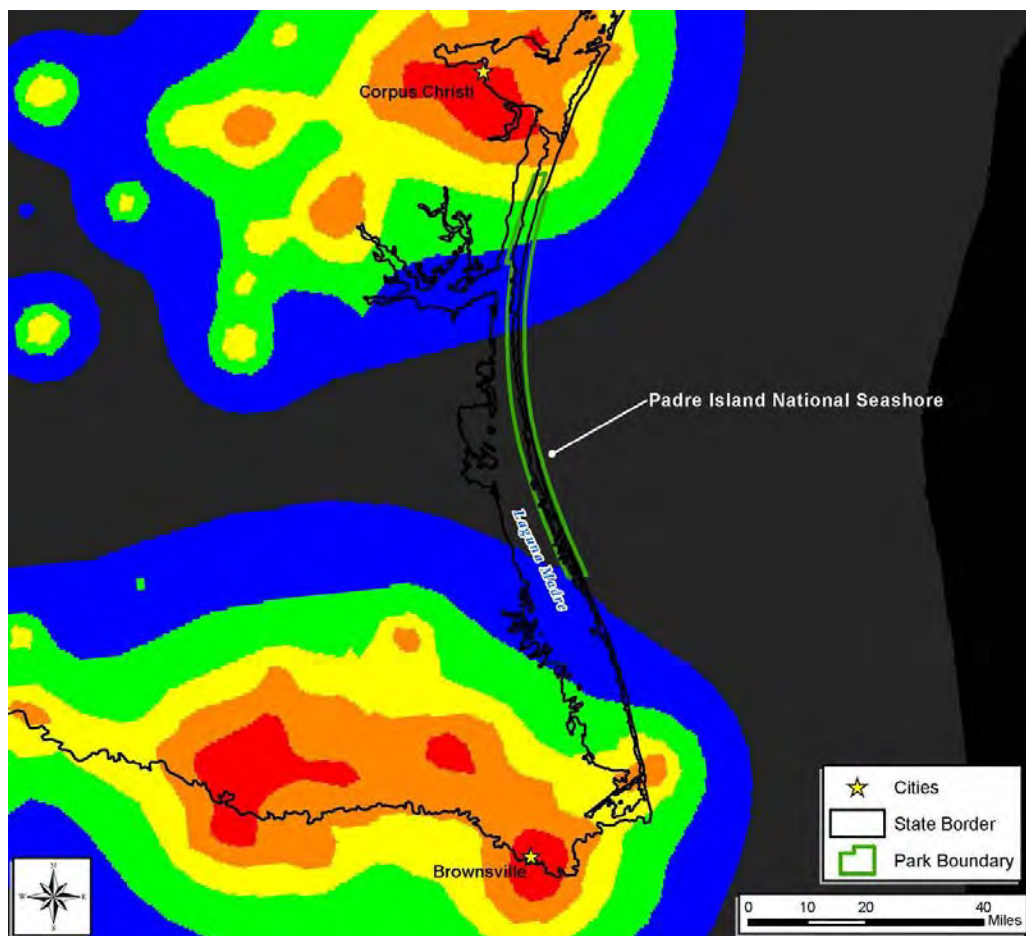 Corpus Christi
Padre Island National Seashore
Laguna Madre
Brownsville
Cities
State Border
Park Boundary
N
W E
S
0 10 20 40
Miles